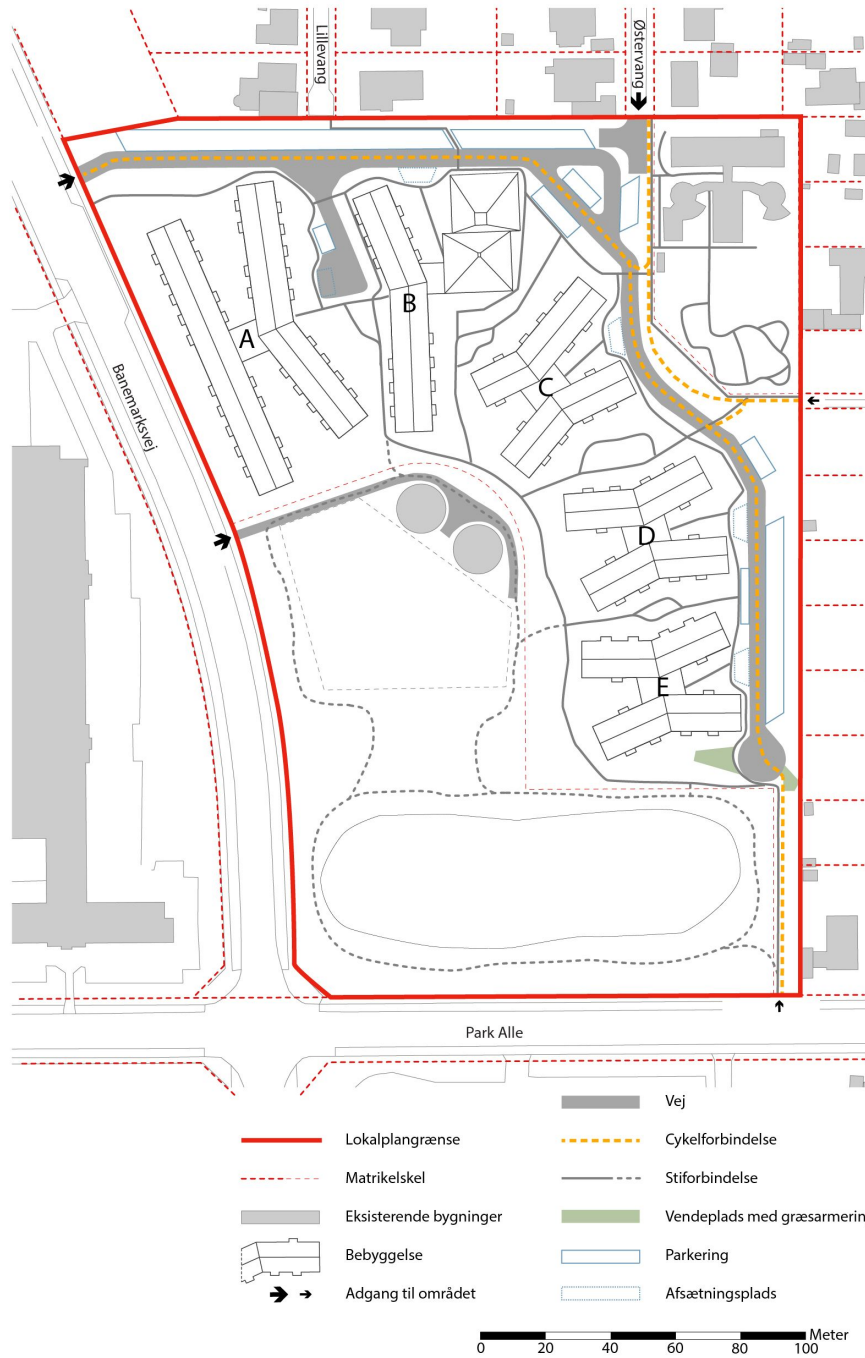 Lillevang
Østervang
Banemarksvej
A
B
C
D
E
Park Alle
Vej
Lokalplangrænse
Cykelforbindelse
Matrikelskel
Stiforbindelse
Eksisterende bygninger
Vendeplads med græsarmerin
Bebyggelse
Parkering
Adgang til området
Afsætningsplads
Meter
0 20 40 60 80 100